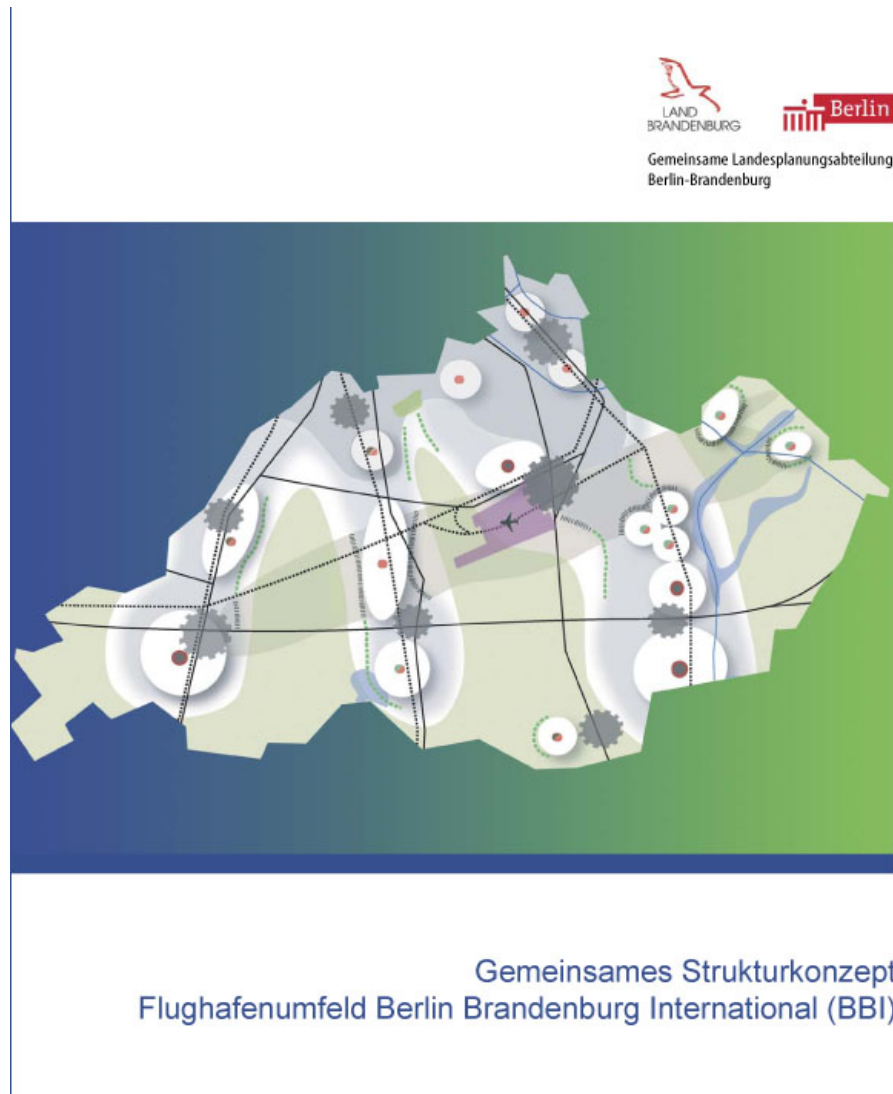 LAND
BRANDENBURG
Berlin
Gemeinsame Landesplanungsabteilung
Berlin-Brandenburg
Gemeinsames Strukturkonzept
Flughafenumfeld Berlin Brandenburg International (BBI)